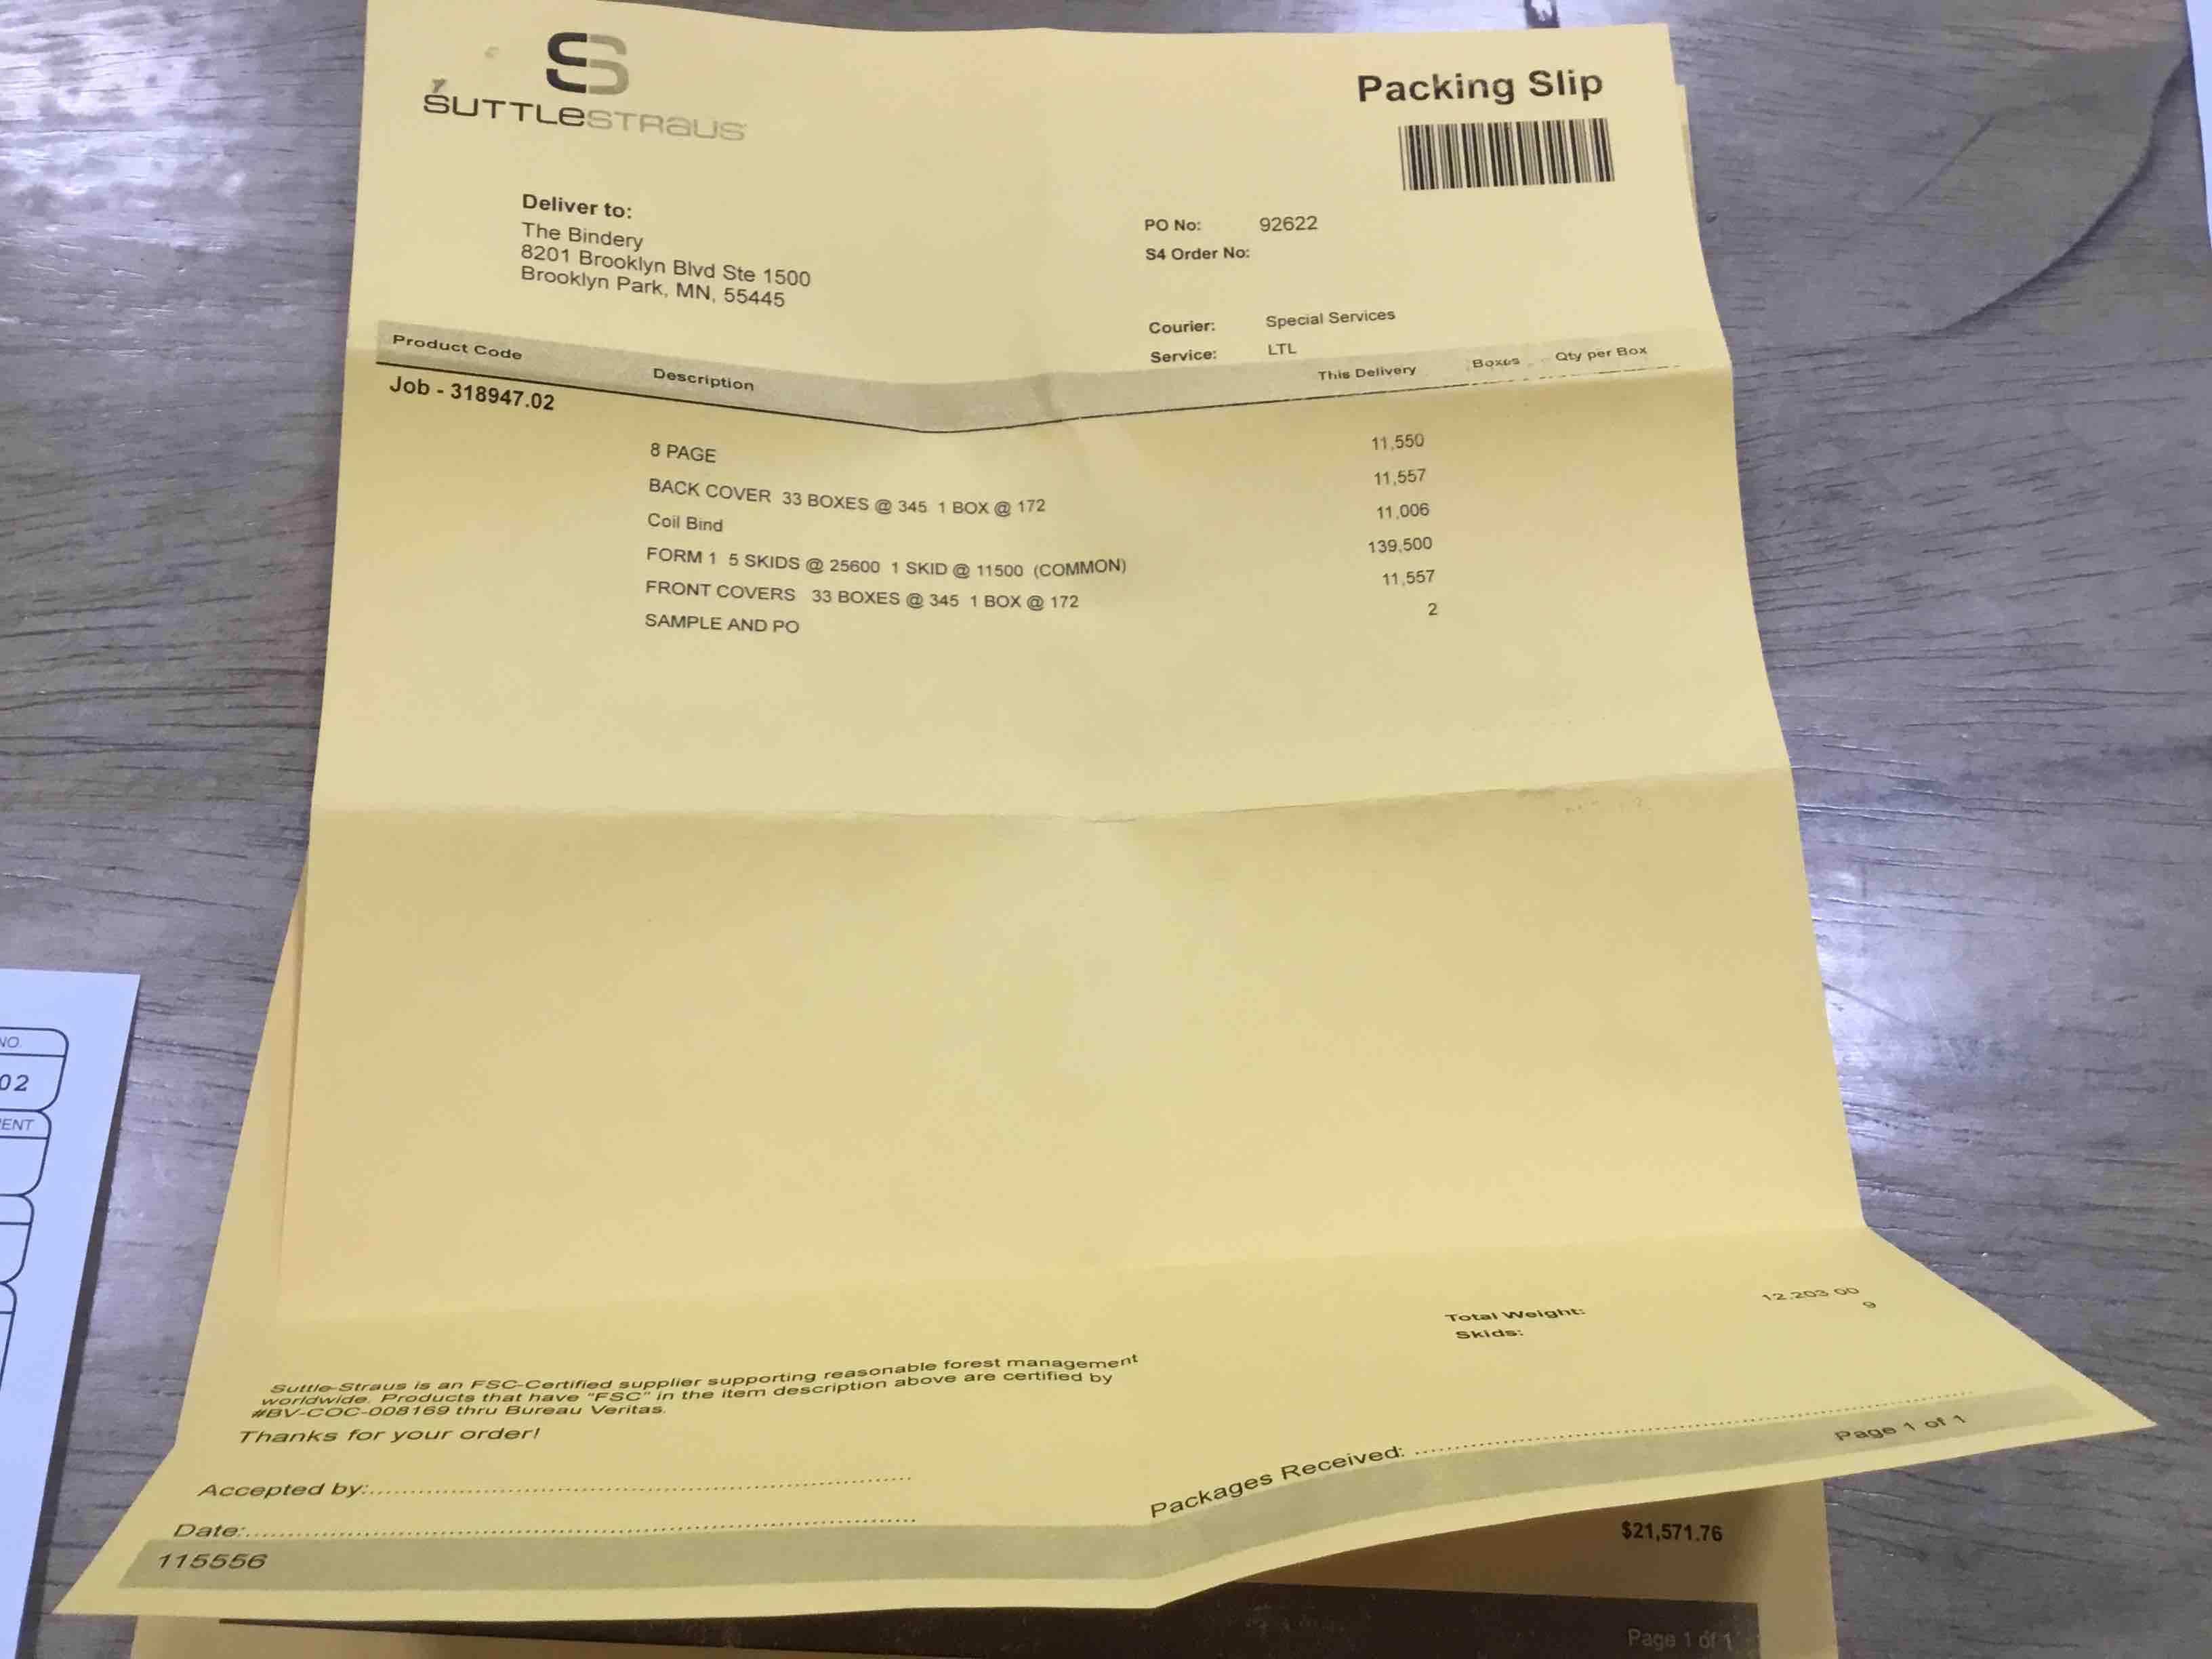 SUTTLESTRAUS
Packing Slip
Deliver to:
The Bindery
8201 Brooklyn Blvd Ste 1500
Brooklyn Park, MN, 55445
PO No: 92622
S4 Order No:
Courier: Special Services
Service: LTL
Product Code Description This Delivery Boxes Qty per Box
Job - 318947.02
8 PAGE 11,550
BACK COVER 33 BOXES @ 345 1 BOX @ 172 11,557
Coil Bind 11,006
FORM 1 5 SKIDS @ 25600 1 SKID @ 11500 (COMMON) 139,500
FRONT COVERS 33 BOXES @ 345 1 BOX @ 172 11,557
SAMPLE AND PO 2
Total Weight: 12,203.00
Skids: 9
Suttle-Straus is an FSC-Certified supplier supporting reasonable forest management
worldwide. Products that have "FSC" in the item description above are certified by
#BV-COC-008169 thru Bureau Veritas.
Thanks for your order!
Accepted by:
Packages Received:
Date:
115556
Page 1 of 1
$21,571.76
Page 1 of 1
NO.
02
ENT